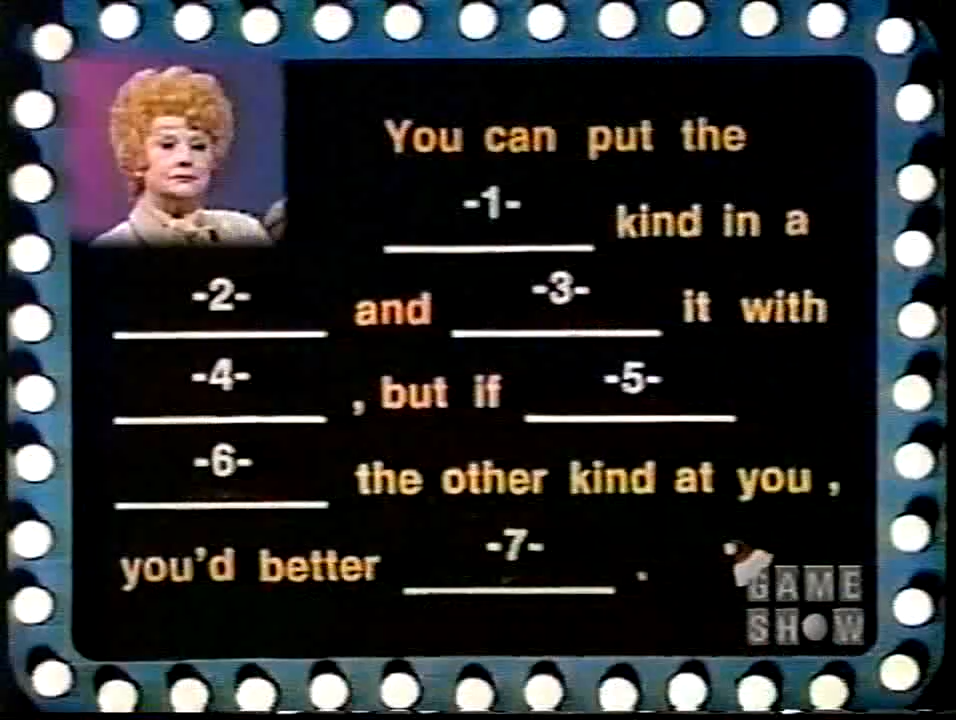 You can put the
-1- kind in a
-2- and -3- it with
-4- , but if -5-
-6- the other kind at you ,
you'd better -7- .
GAME
SHOW